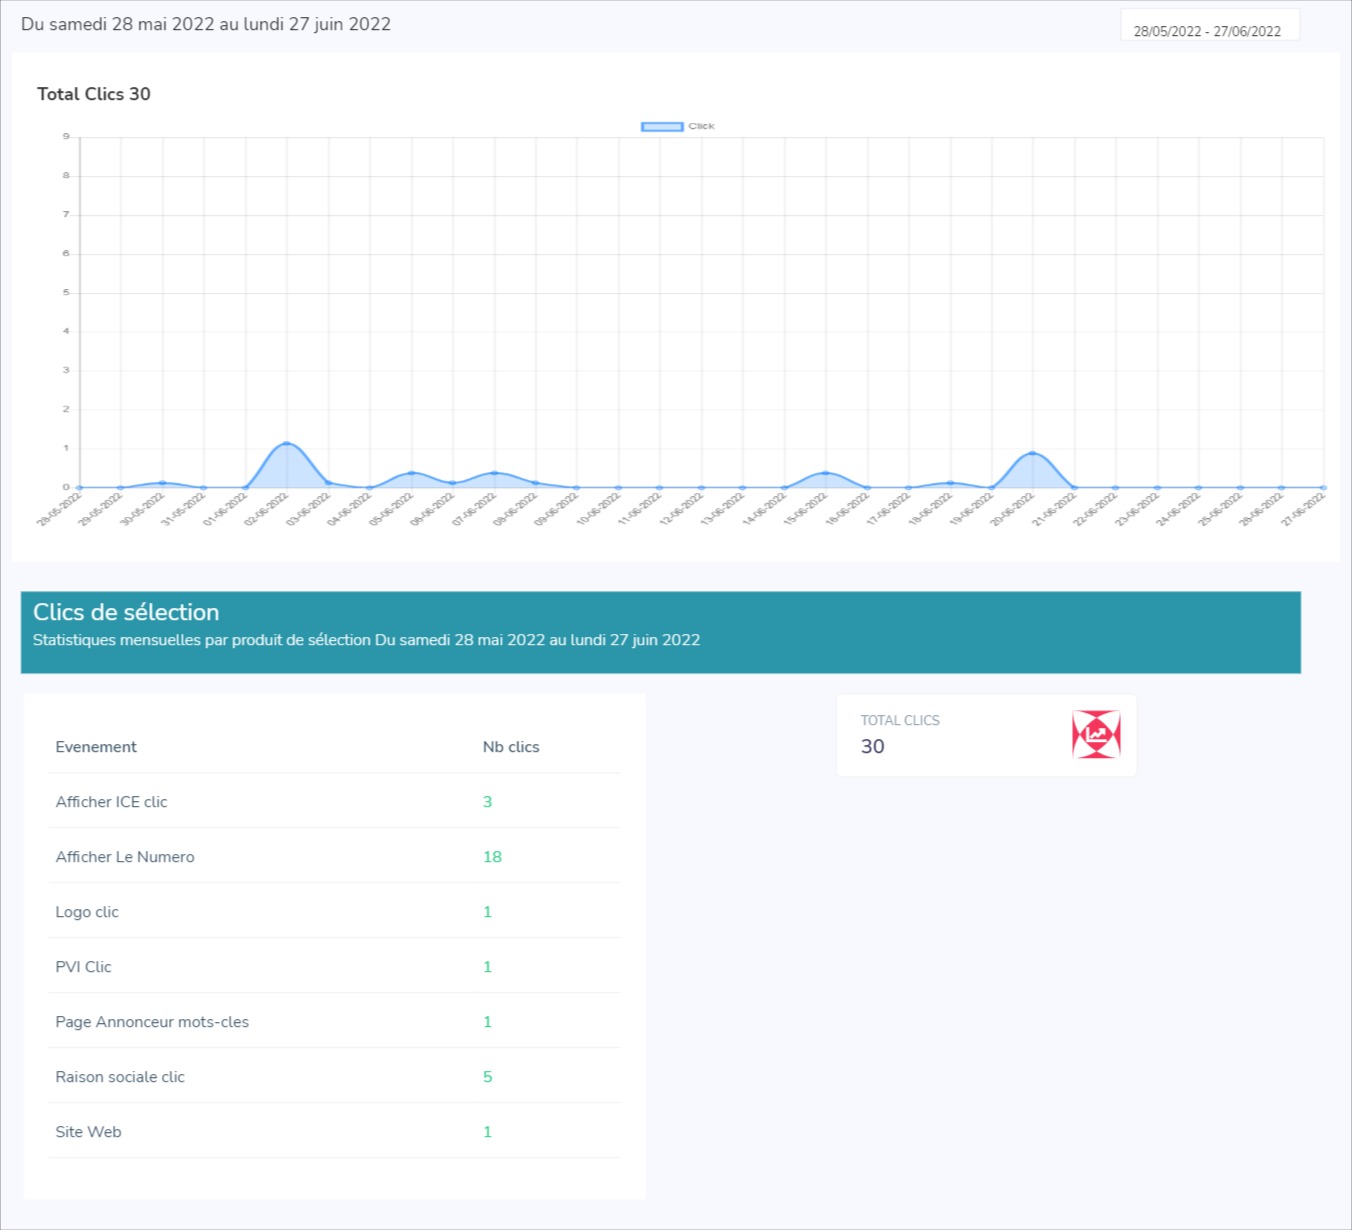 Du samedi 28 mai 2022 au lundi 27 juin 2022
28/05/2022 - 27/06/2022
Total Clics 30
Click
9
8
7
6
5
4
3
2
1
0
28-05-2022
29-05-2022
30-05-2022
31-05-2022
01-06-2022
02-06-2022
03-06-2022
04-06-2022
05-06-2022
06-06-2022
07-06-2022
08-06-2022
09-06-2022
10-06-2022
11-06-2022
12-06-2022
13-06-2022
14-06-2022
15-06-2022
16-06-2022
17-06-2022
18-06-2022
19-06-2022
20-06-2022
21-06-2022
22-06-2022
23-06-2022
24-06-2022
25-06-2022
26-06-2022
27-06-2022
Clics de sélection
Statistiques mensuelles par produit de sélection Du samedi 28 mai 2022 au lundi 27 juin 2022
Evenement Nb clics
Afficher ICE clic 3
Afficher Le Numero 18
Logo clic 1
PVI Clic 1
Page Annonceur mots-cles 1
Raison sociale clic 5
Site Web 1
TOTAL CLICS
30